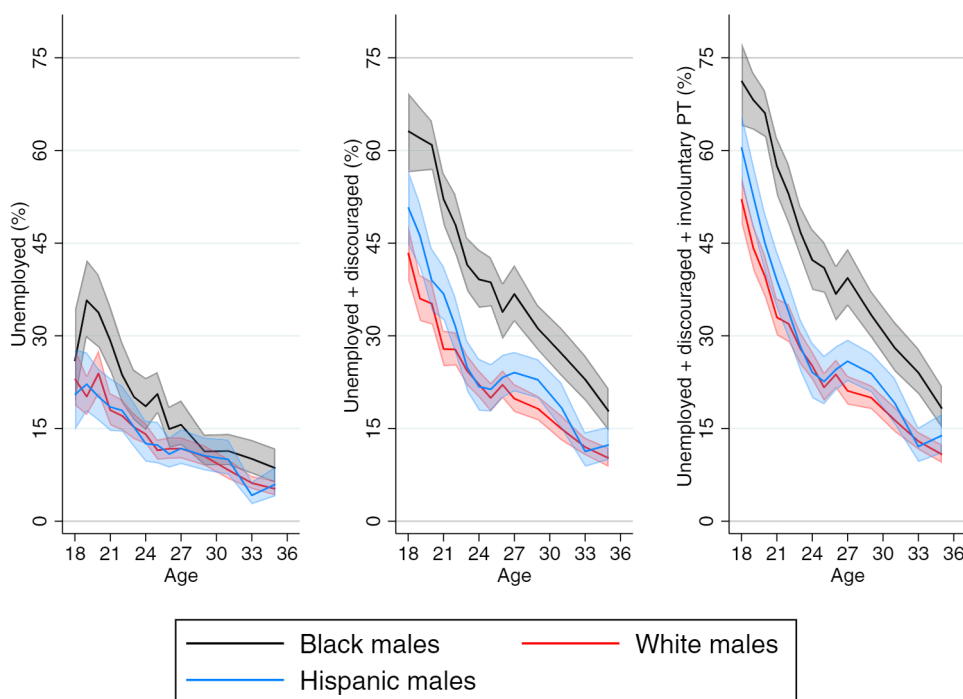 Unemployed (%)
75
60
45
30
15
0
18 21 24 27 30 33 36
Age
Unemployed + discouraged (%)
75
60
45
30
15
0
18 21 24 27 30 33 36
Age
Unemployed + discouraged + involuntary PT (%)
75
60
45
30
15
0
18 21 24 27 30 33 36
Age
Black males
White males
Hispanic males